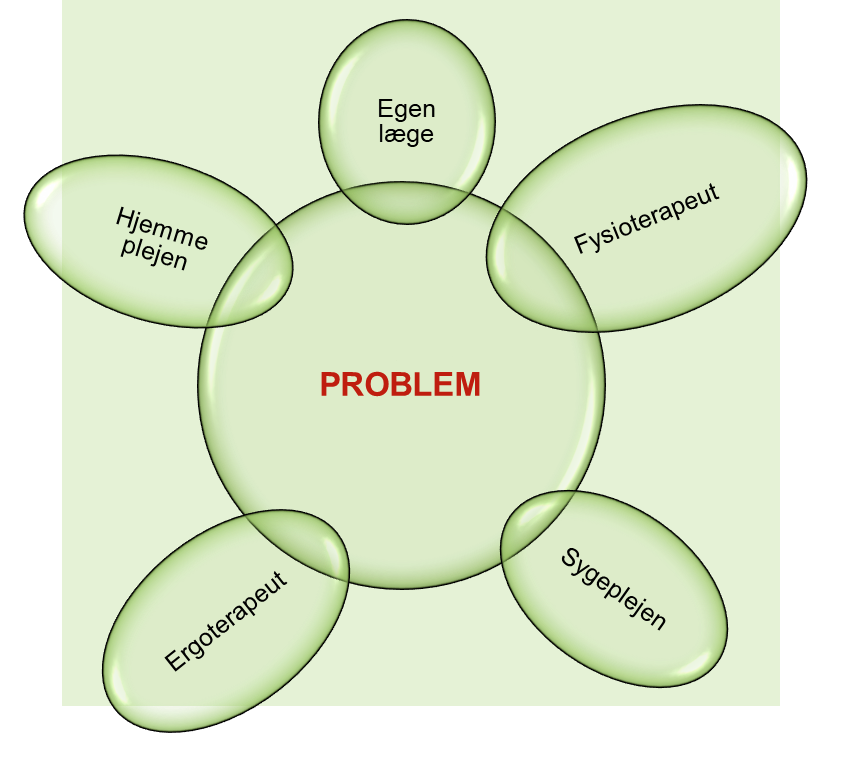 Egen
læge
Fysioterapeut
Hjemme
plejen
PROBLEM
Sygeplejen
Ergoterapeut